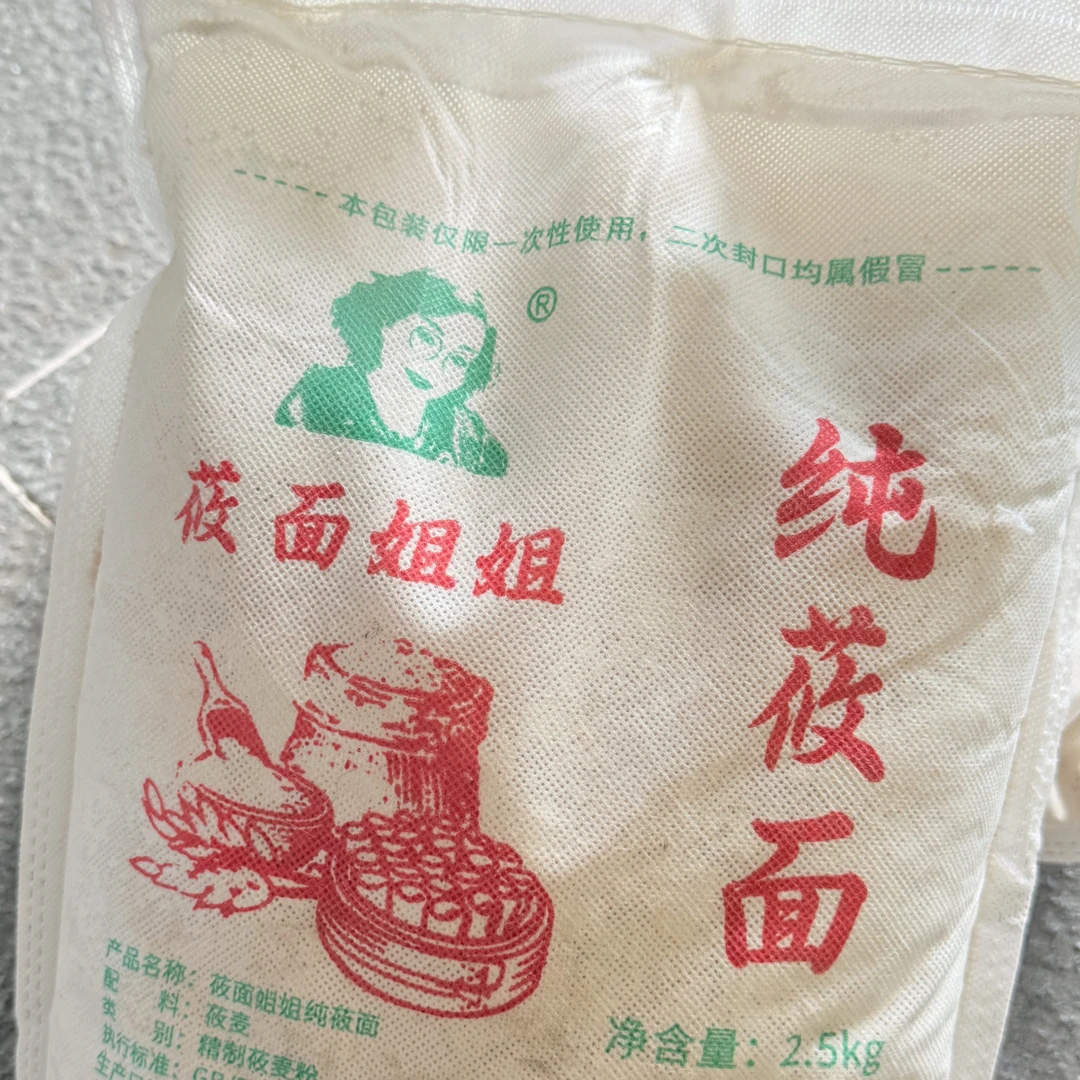 本包装仅限一次性使用，二次封口均属假冒
®
莜面姐姐
纯莜面
产品名称：莜面姐姐纯莜面
配料：莜麦
类别：精制莜麦粉
执行标准：
净含量：2.5kg